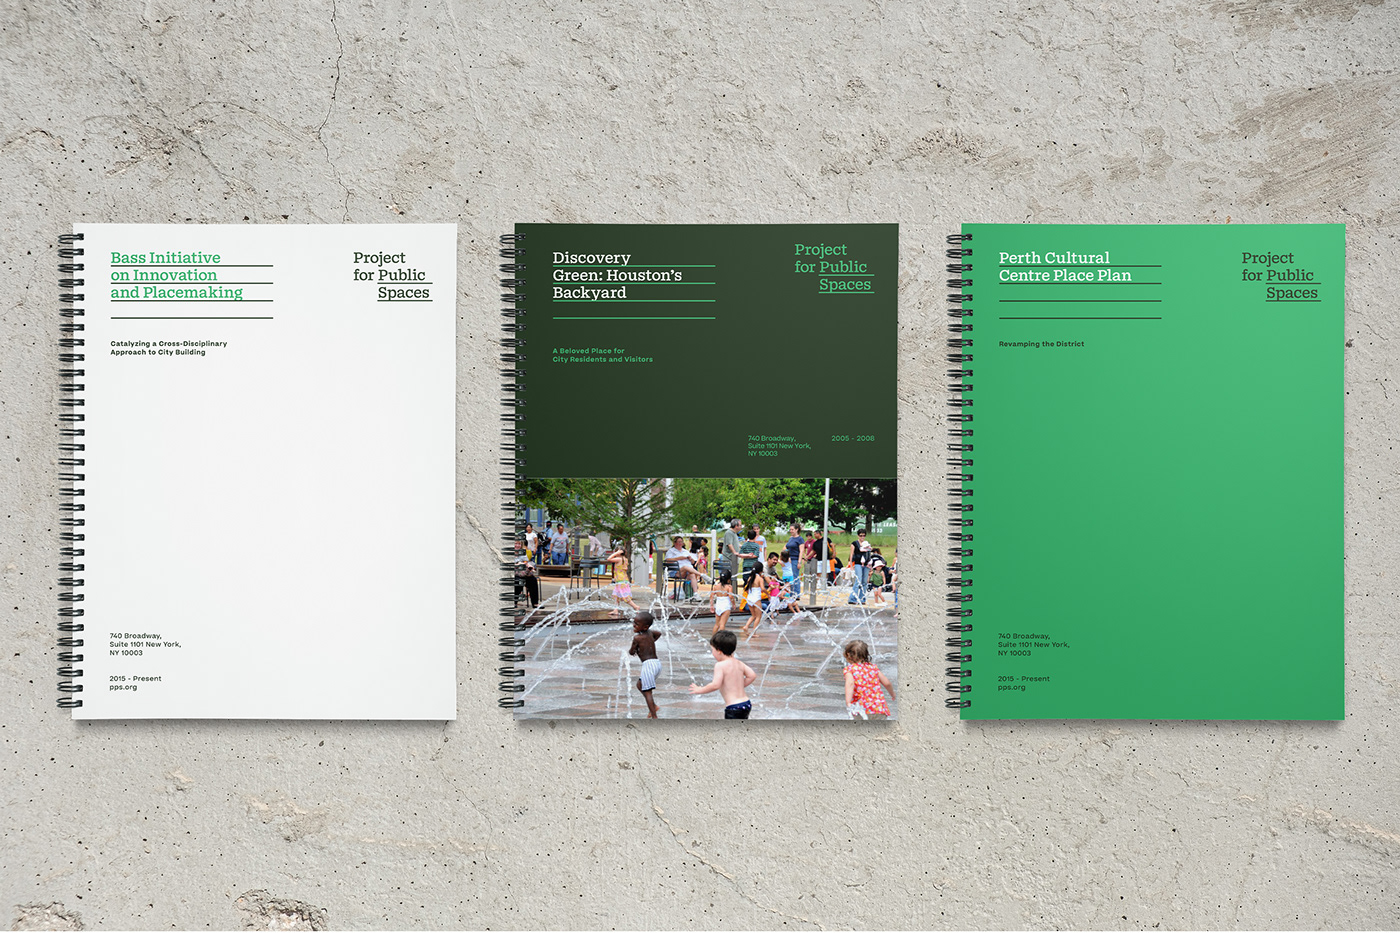 Bass Initiative
on Innovation
and Placemaking
Project
for Public
Spaces
Catalyzing a Cross-Disciplinary
Approach to City Building
740 Broadway,
Suite 1101 New York,
NY 10003
2015 - Present
pps.org
Discovery
Green: Houston's
Backyard
Project
for Public
Spaces
A Beloved Place for
City Residents and Visitors
740 Broadway,
Suite 1101 New York,
NY 10003
2005 - 2008
Perth Cultural
Centre Place Plan
Project
for Public
Spaces
Revamping the District
740 Broadway,
Suite 1101 New York,
NY 10003
2015 - Present
pps.org